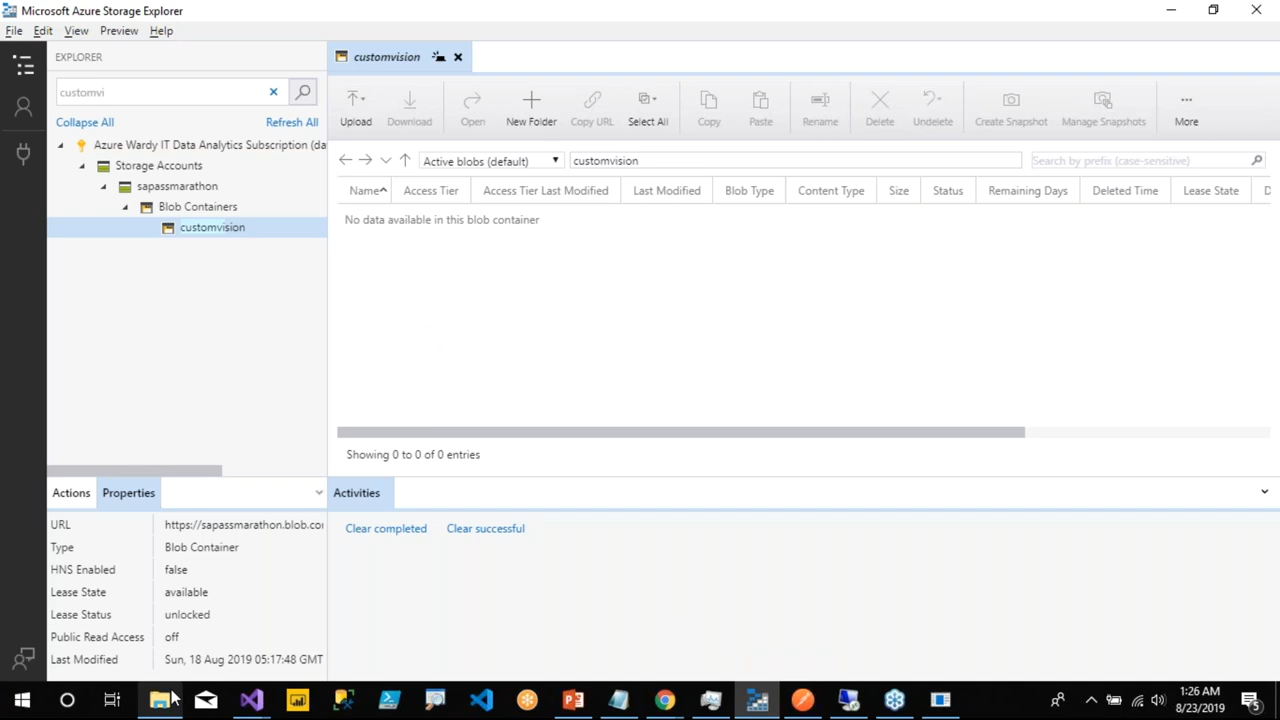 Microsoft Azure Storage Explorer
File Edit View Preview Help
EXPLORER
customvi
Collapse All Refresh All
Azure Wardy IT Data Analytics Subscription (da
Storage Accounts
sapassmarathon
Blob Containers
customvision
customvision
Upload Download Open New Folder Copy URL Select All Copy Paste Rename Delete Undelete Create Snapshot Manage Snapshots More
Active blobs (default) customvision Search by prefix (case-sensitive)
Name Access Tier Access Tier Last Modified Last Modified Blob Type Content Type Size Status Remaining Days Deleted Time Lease State D
No data available in this blob container
Showing 0 to 0 of 0 entries
Actions Properties
URL https://sapassmarathon.blob.co
Type Blob Container
HNS Enabled false
Lease State available
Lease Status unlocked
Public Read Access off
Last Modified Sun, 18 Aug 2019 05:17:48 GMT
Activities
Clear completed Clear successful
1:26 AM
8/23/2019
5